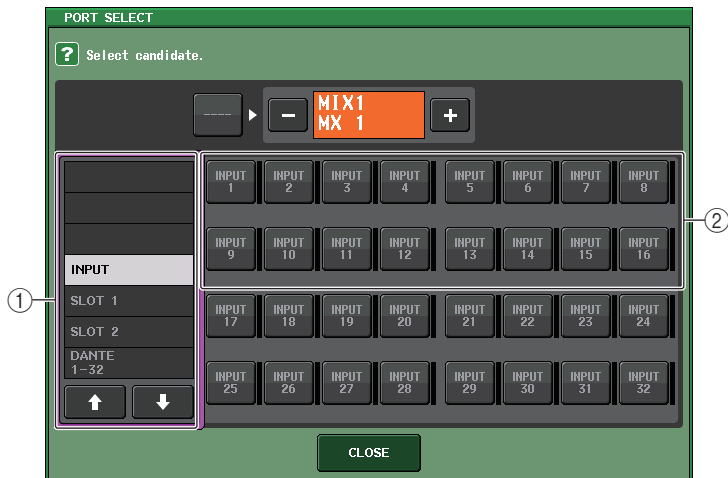 PORT SELECT
? Select candidate.
----
−
MIX1
MX 1
+
INPUT
SLOT 1
SLOT 2
DANTE
1-32
INPUT 1
INPUT 2
INPUT 3
INPUT 4
INPUT 5
INPUT 6
INPUT 7
INPUT 8
INPUT 9
INPUT 10
INPUT 11
INPUT 12
INPUT 13
INPUT 14
INPUT 15
INPUT 16
INPUT 17
INPUT 18
INPUT 19
INPUT 20
INPUT 21
INPUT 22
INPUT 23
INPUT 24
INPUT 25
INPUT 26
INPUT 27
INPUT 28
INPUT 29
INPUT 30
INPUT 31
INPUT 32
CLOSE
1
2